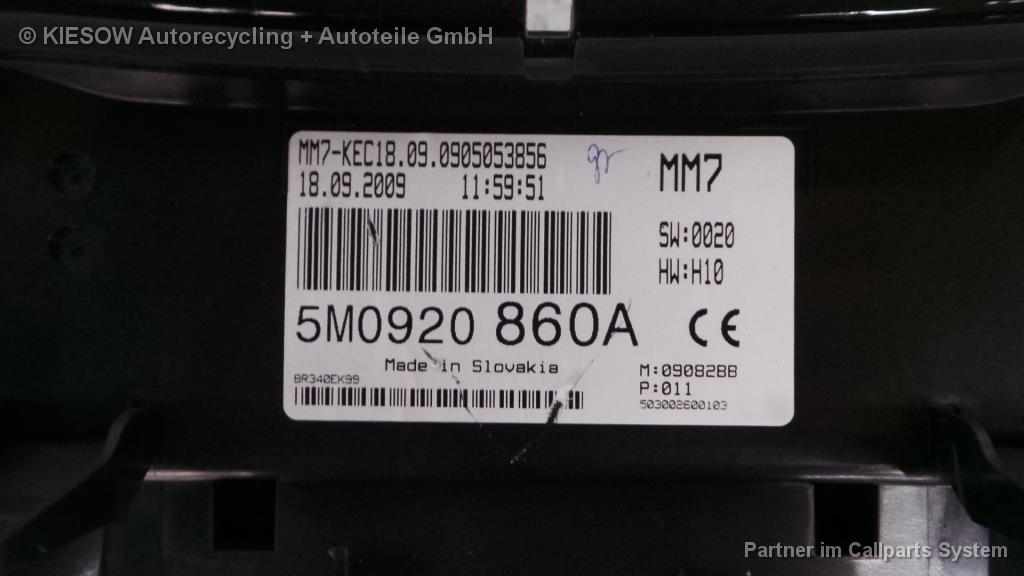 © KIESOW Autorecycling + Autoteile GmbH
MM7-KEC18.09.0905053856
18.09.2009 11:59:51
MM7
SW:0020
HW:H10
5M0920 860A CE
Made in Slovakia
M:09082BB
8R340EK99
P:011
503002600103
Partner im Callparts System